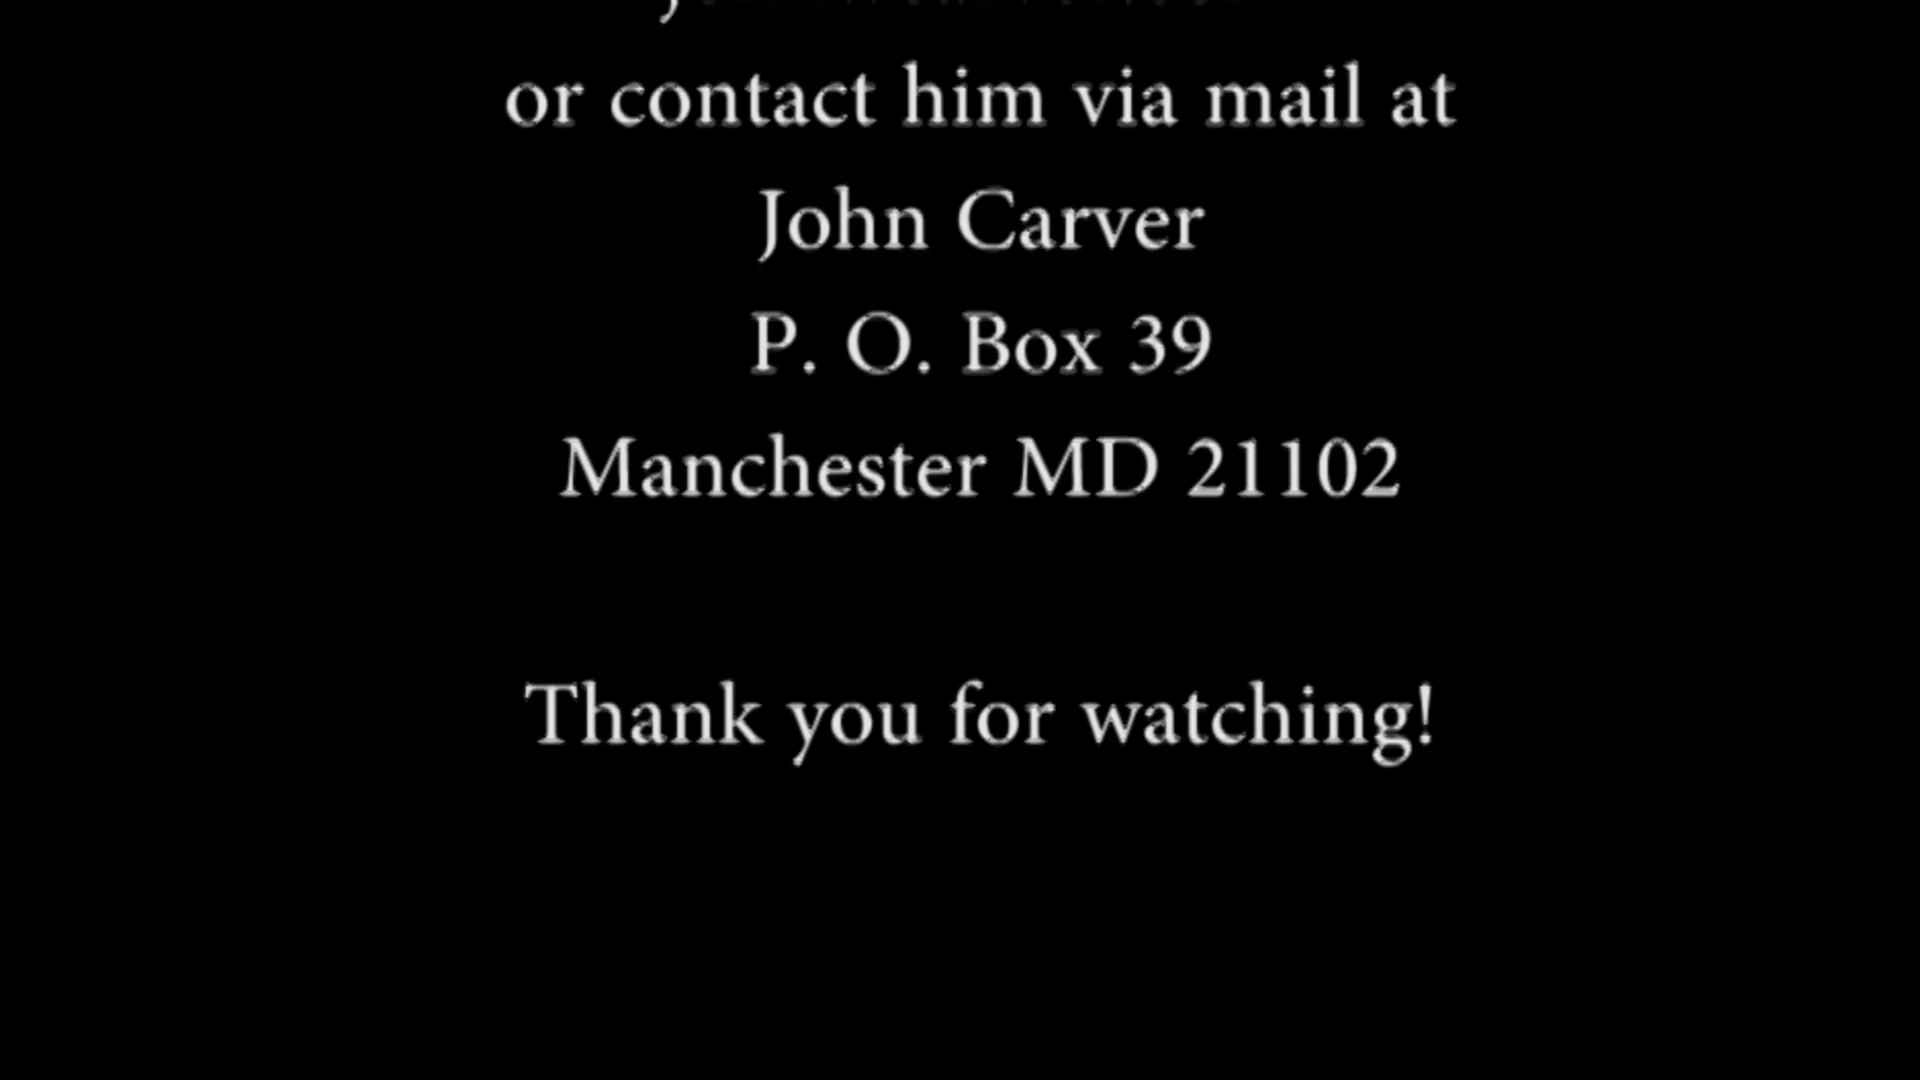 or contact him via mail at
John Carver
P. O. Box 39
Manchester MD 21102
Thank you for watching!